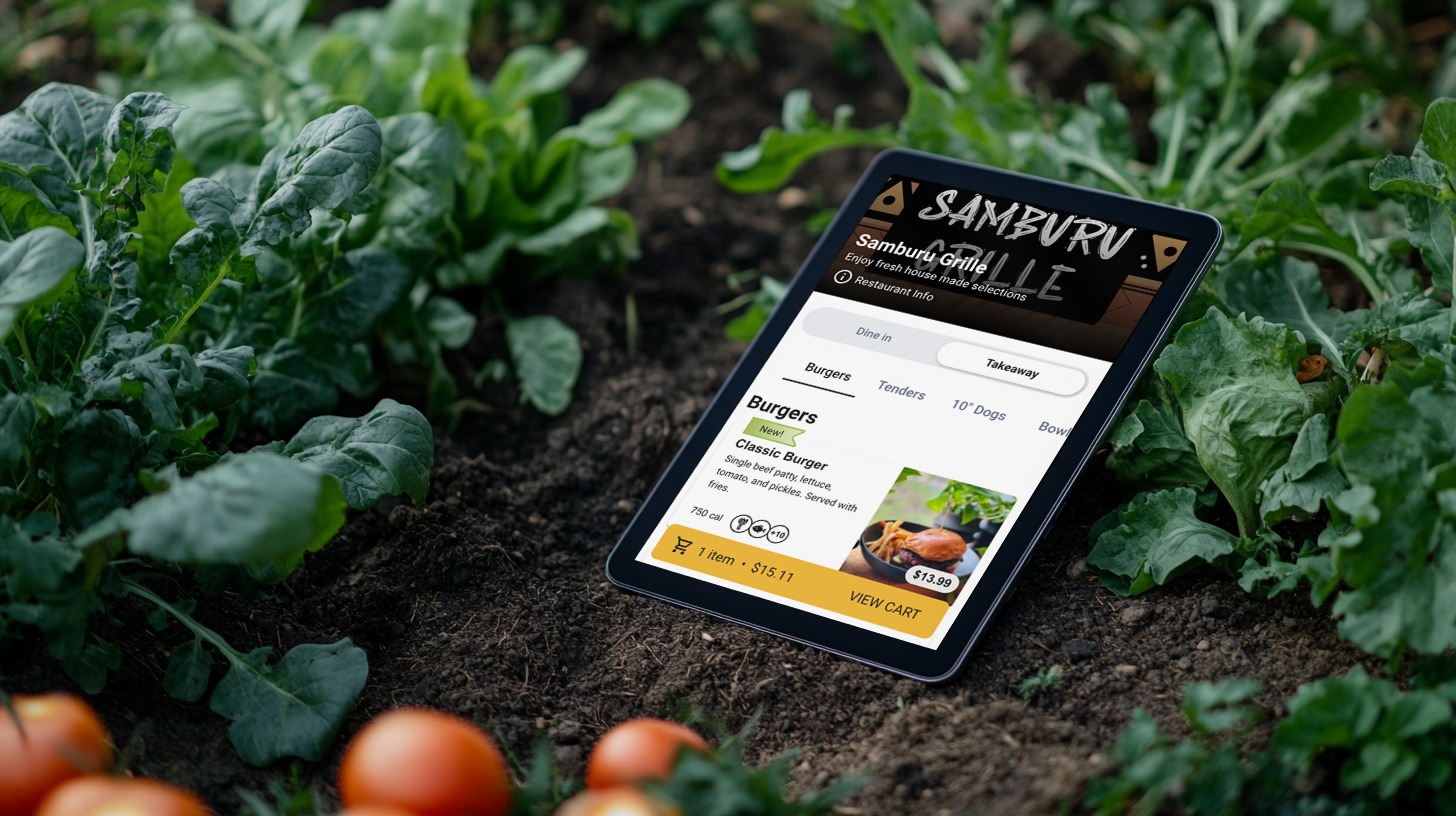 SAMBURU
GRILLE
Samburu Grille
Enjoy fresh house made selections
Restaurant Info
Dine in
Takeaway
Burgers
Tenders
10" Dogs
Bowl
Burgers
New!
Classic Burger
Single beef patty, lettuce,
tomato, and pickles. Served with
fries.
750 cal
+10
$13.99
1 item • $15.11
VIEW CART